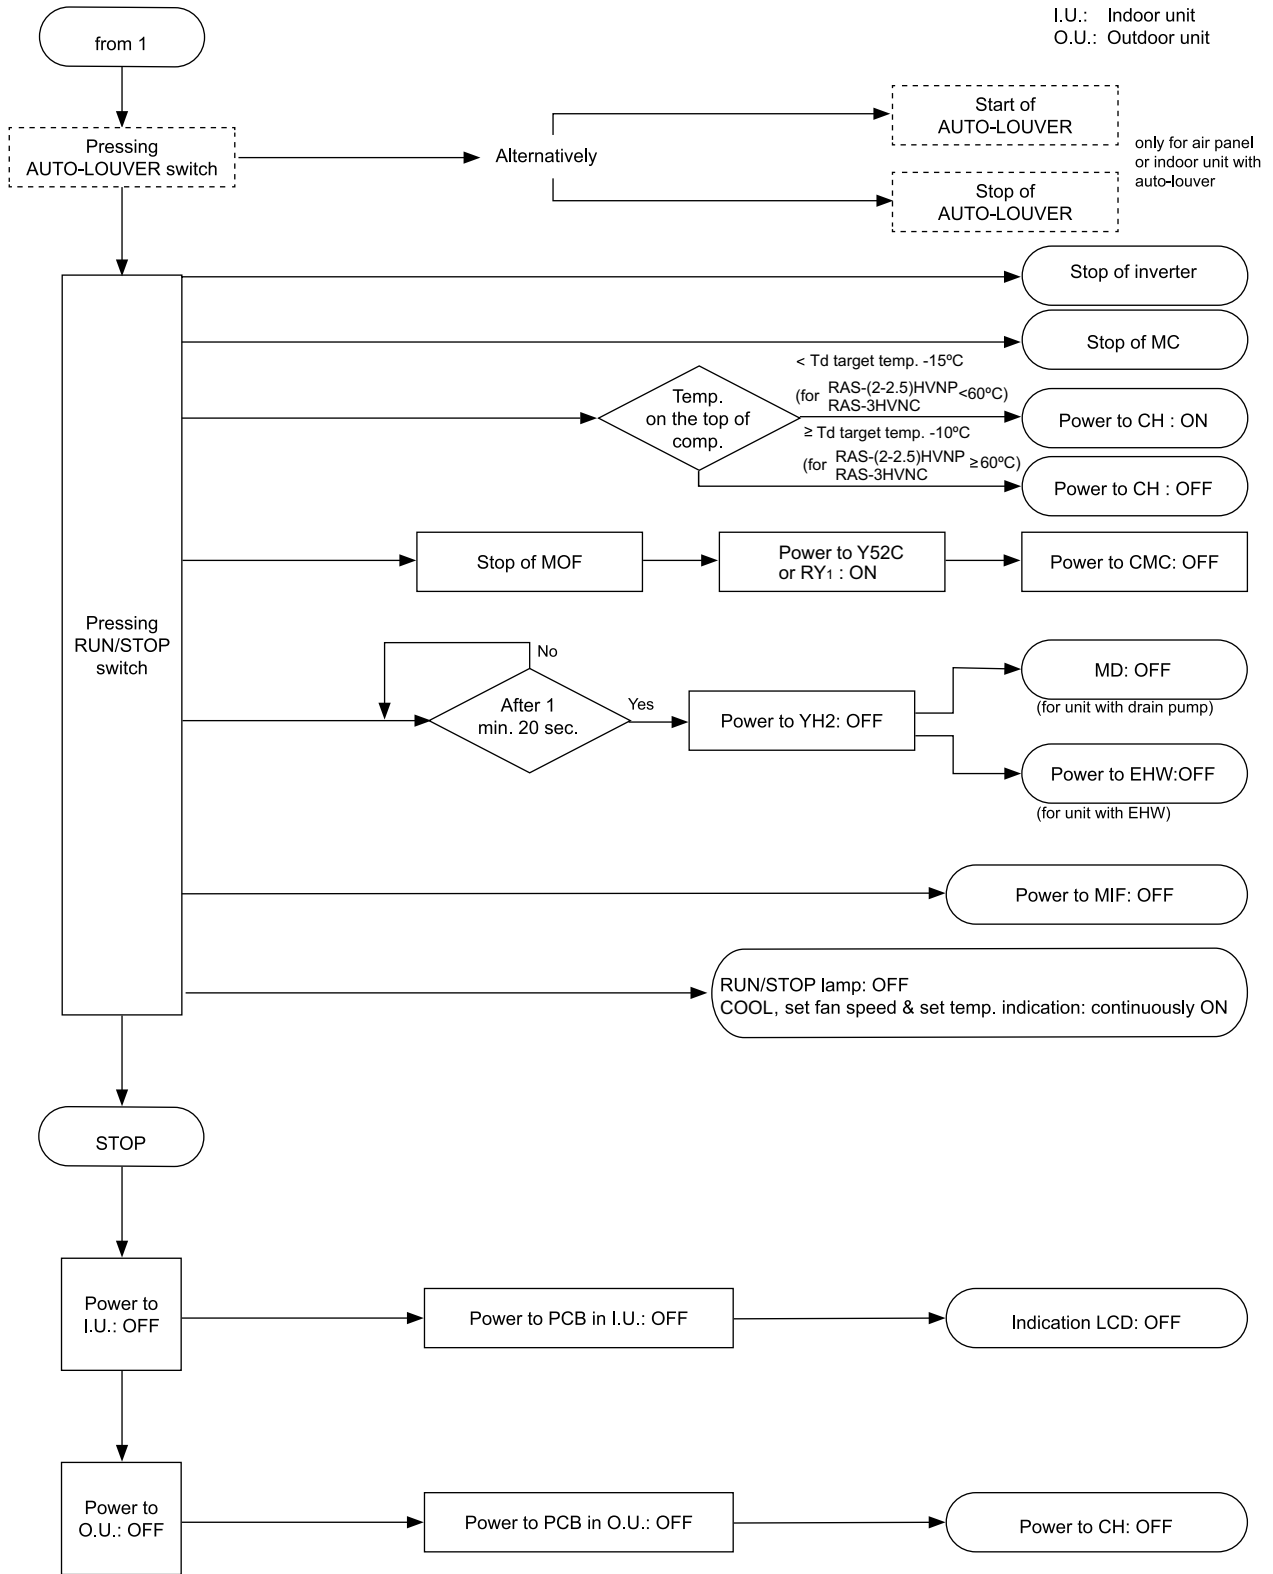 I.U.: Indoor unit
O.U.: Outdoor unit
from 1
Pressing
AUTO-LOUVER switch
Alternatively
Start of
AUTO-LOUVER
Stop of
AUTO-LOUVER
only for air panel
or indoor unit with
auto-louver
Pressing
RUN/STOP
switch
Stop of inverter
Stop of MC
Temp.
on the top of
comp.
< Td target temp. -15ºC
(for RAS-(2-2.5)HVNP <60ºC)
RAS-3HVNC
Power to CH : ON
≥ Td target temp. -10ºC
(for RAS-(2-2.5)HVNP ≥60ºC)
RAS-3HVNC
Power to CH : OFF
Stop of MOF
Power to Y52C
or RY1 : ON
Power to CMC: OFF
After 1
min. 20 sec.
No
Yes
Power to YH2: OFF
MD: OFF
(for unit with drain pump)
Power to EHW:OFF
(for unit with EHW)
Power to MIF: OFF
RUN/STOP lamp: OFF
COOL, set fan speed & set temp. indication: continuously ON
STOP
Power to
I.U.: OFF
Power to PCB in I.U.: OFF
Indication LCD: OFF
Power to
O.U.: OFF
Power to PCB in O.U.: OFF
Power to CH: OFF